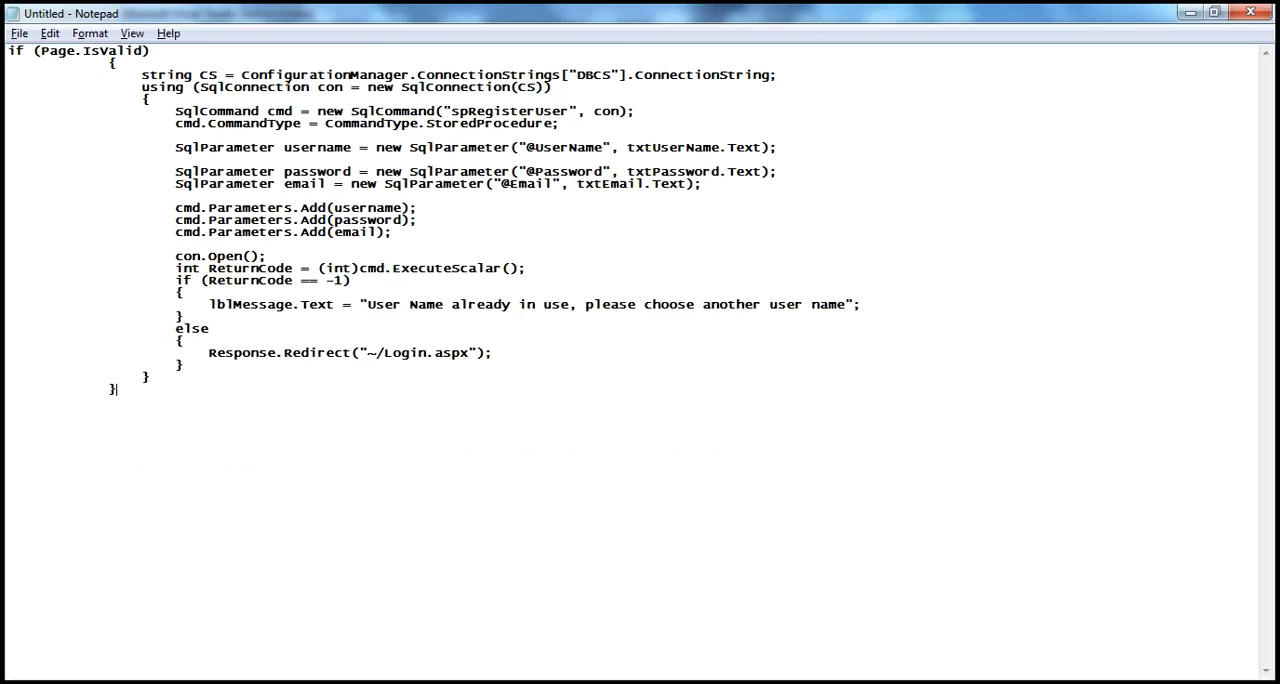 Untitled - Notepad
File Edit Format View Help
if (Page.IsValid)
{
string CS = ConfigurationManager.ConnectionStrings["DBCS"].ConnectionString;
using (SqlConnection con = new SqlConnection(CS))
{
SqlCommand cmd = new SqlCommand("spRegisterUser", con);
cmd.CommandType = CommandType.StoredProcedure;
SqlParameter username = new SqlParameter("@UserName", txtUserName.Text);
SqlParameter password = new SqlParameter("@Password", txtPassword.Text);
SqlParameter email = new SqlParameter("@Email", txtEmail.Text);
cmd.Parameters.Add(username);
cmd.Parameters.Add(password);
cmd.Parameters.Add(email);
con.Open();
int ReturnCode = (int)cmd.ExecuteScalar();
if (ReturnCode == -1)
{
lblMessage.Text = "User Name already in use, please choose another user name";
}
else
{
Response.Redirect("~/Login.aspx");
}
}
}